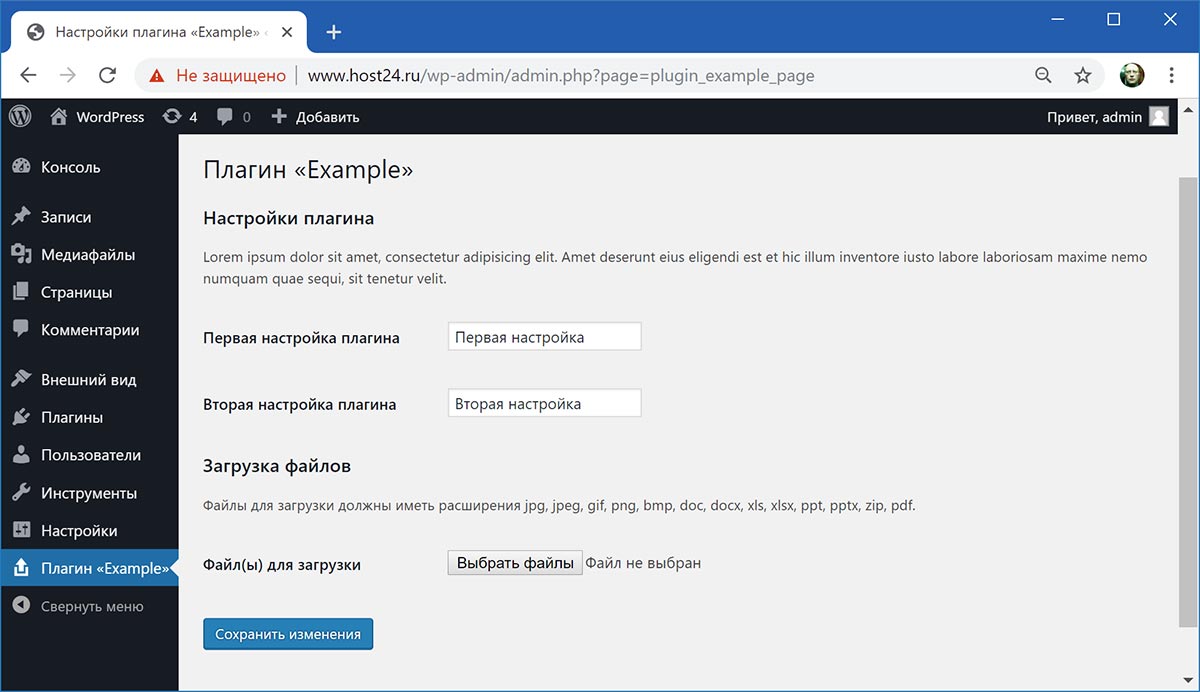 Настройки плагина «Example» ‹
Не защищено | www.host24.ru/wp-admin/admin.php?page=plugin_example_page
WordPress 4 0 Добавить Привет, admin
Консоль
Записи
Медиафайлы
Страницы
Комментарии
Внешний вид
Плагины
Пользователи
Инструменты
Настройки
Плагин «Example»
Свернуть меню
Плагин «Example»
Настройки плагина
Lorem ipsum dolor sit amet, consectetur adipisicing elit. Amet deserunt eius eligendi est et hic illum inventore iusto labore laboriosam maxime nemo
numquam quae sequi, sit tenetur velit.
Первая настройка плагина Первая настройка
Вторая настройка плагина Вторая настройка
Загрузка файлов
Файлы для загрузки должны иметь расширения jpg, jpeg, gif, png, bmp, doc, docx, xls, xlsx, ppt, pptx, zip, pdf.
Файл(ы) для загрузки Выбрать файлы Файл не выбран
Сохранить изменения